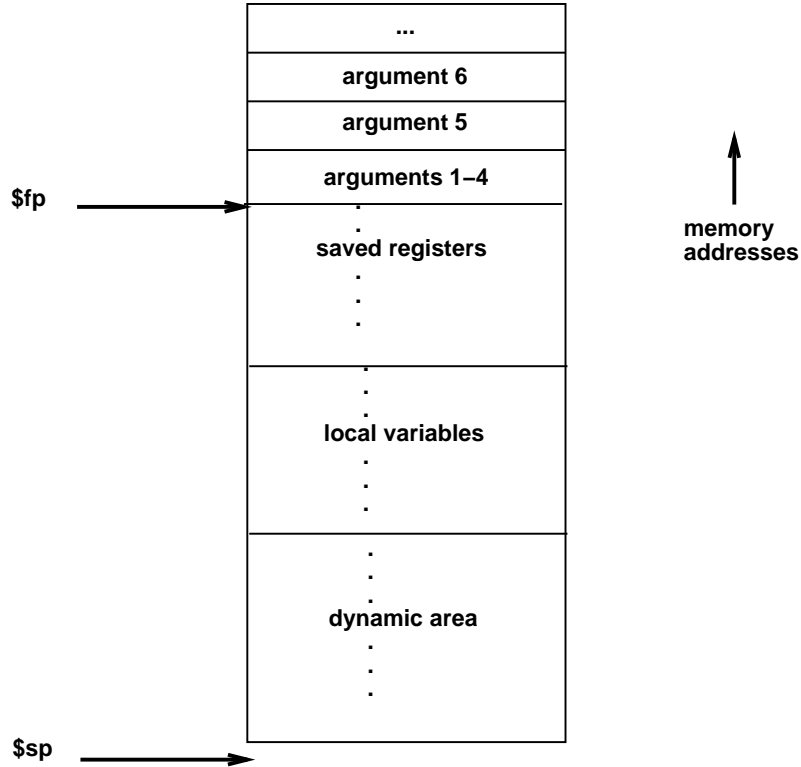 ...
argument 6
argument 5
arguments 1−4
$fp
saved registers
memory
addresses
local variables
dynamic area
$sp